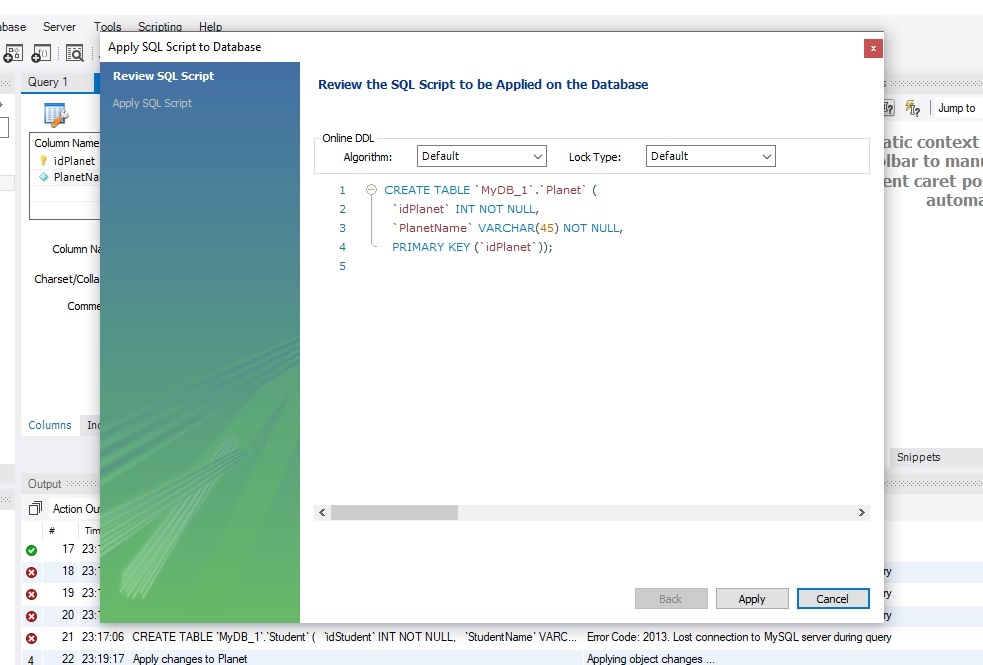 abase Server Tools Scripting Help
Apply SQL Script to Database
Review SQL Script
Apply SQL Script
Review the SQL Script to be Applied on the Database
Online DDL
Algorithm: Default Lock Type: Default
1 CREATE TABLE `MyDB_1`.`Planet` (
2 `idPlanet` INT NOT NULL,
3 `PlanetName` VARCHAR(45) NOT NULL,
4 PRIMARY KEY (`idPlanet`));
5
Back Apply Cancel
Query 1
Column Name
idPlanet
PlanetNa
Column Na
Charset/Colla
Comme
Columns Ind
Jump to
atic context
lbar to manu
ent caret po
automa
Snippets
Output
Action Ou
# Tim
17 23:1
18 23:1 ry
19 23:1
20 23:1 ry
21 23:17:06 CREATE TABLE `MyDB_1`.`Student` ( `idStudent` INT NOT NULL, `StudentName` VARC... Error Code: 2013. Lost connection to MySQL server during query
22 23:19:17 Apply changes to Planet Applying object changes ...